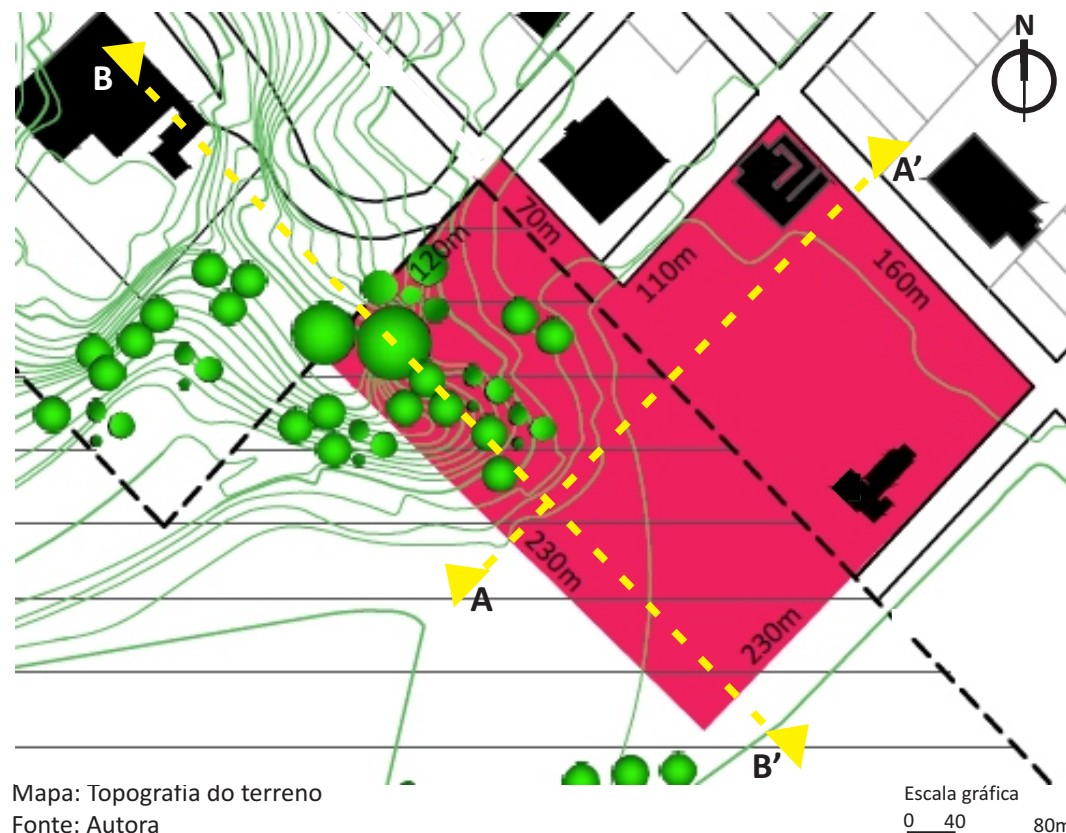 N
B
A'
120m
70m
110m
160m
230m
A
230m
B'
Mapa: Topografia do terreno
Fonte: Autora
Escala gráfica
0 40 80m